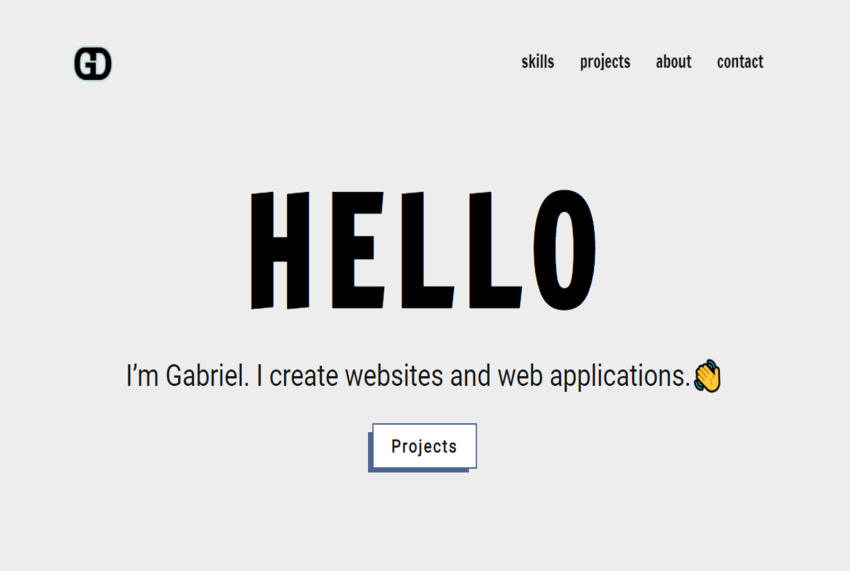 GD
skills projects about contact
HELLO
I’m Gabriel. I create websites and web applications.👋
Projects